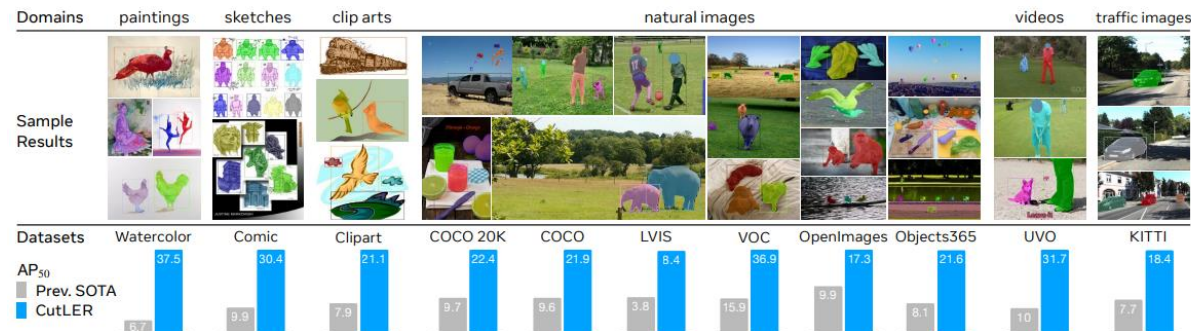 Domains paintings sketches clip arts natural images videos traffic images
Sample
Results
Datasets Watercolor Comic Clipart COCO 20K COCO LVIS VOC OpenImages Objects365 UVO KITTI
AP50
Prev. SOTA
CutLER
37.5 30.4 21.1 22.4 21.9 8.4 36.9 17.3 21.6 31.7 18.4
6.7 9.9 7.9 9.7 9.6 3.8 15.9 9.9 8.1 10 7.7